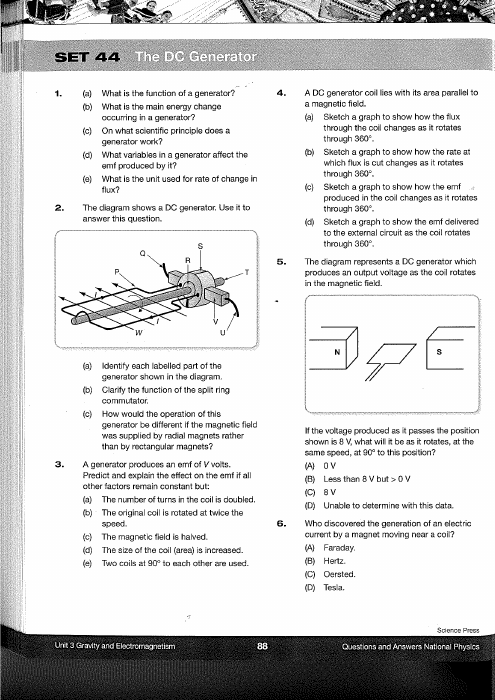 SET 44 The DC Generator
1. (a) What is the function of a generator?
(b) What is the main energy change
occurring in a generator?
(c) On what scientific principle does a
generator work?
(d) What variables in a generator affect the
emf produced by it?
(e) What is the unit used for rate of change in
flux?
2. The diagram shows a DC generator. Use it to
answer this question.
S
Q
R
P
T
I
I
V
W
U
(a) Identify each labelled part of the
generator shown in the diagram.
(b) Clarify the function of the split ring
commutator.
(c) How would the operation of this
generator be different if the magnetic field
was supplied by radial magnets rather
than by rectangular magnets?
3. A generator produces an emf of V volts.
Predict and explain the effect on the emf if all
other factors remain constant but:
(a) The number of turns in the coil is doubled.
(b) The original coil is rotated at twice the
speed.
(c) The magnetic field is halved.
(d) The size of the coil (area) is increased.
(e) Two coils at 90° to each other are used.
4. A DC generator coil lies with its area parallel to
a magnetic field.
(a) Sketch a graph to show how the flux
through the coil changes as it rotates
through 360°.
(b) Sketch a graph to show how the rate at
which flux is cut changes as it rotates
through 360°.
(c) Sketch a graph to show how the emf
produced in the coil changes as it rotates
through 360°.
(d) Sketch a graph to show the emf delivered
to the external circuit as the coil rotates
through 360°.
5. The diagram represents a DC generator which
produces an output voltage as the coil rotates
in the magnetic field.
N
S
If the voltage produced as it passes the position
shown is 8 V, what will it be as it rotates, at the
same speed, at 90° to this position?
(A) 0 V
(B) Less than 8 V but > 0 V
(C) 8 V
(D) Unable to determine with this data.
6. Who discovered the generation of an electric
current by a magnet moving near a coil?
(A) Faraday.
(B) Hertz.
(C) Oersted.
(D) Tesla.
Science Press
Unit 3 Gravity and Electromagnetism
88
Questions and Answers National Physics